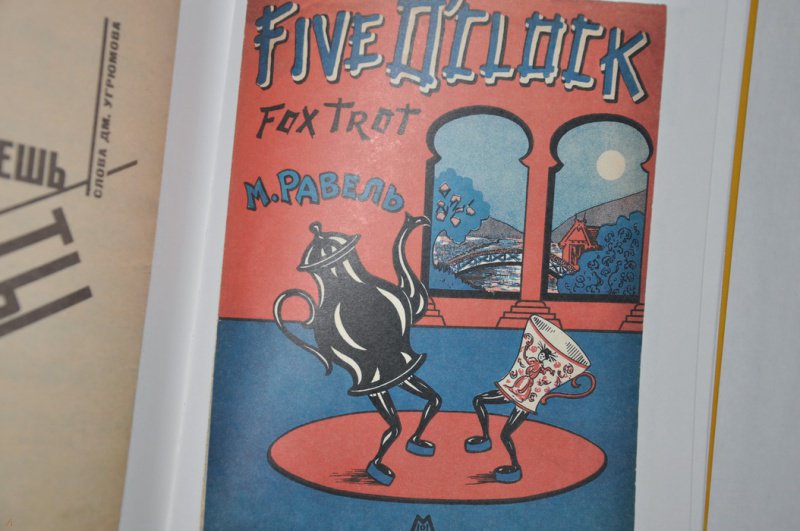 FIVE O'CLOCK
FOX TROT
М. РАВЕЛЬ
СЛОВА ДМ. УГРЮМОВА
ЕШЬ
ТЫ